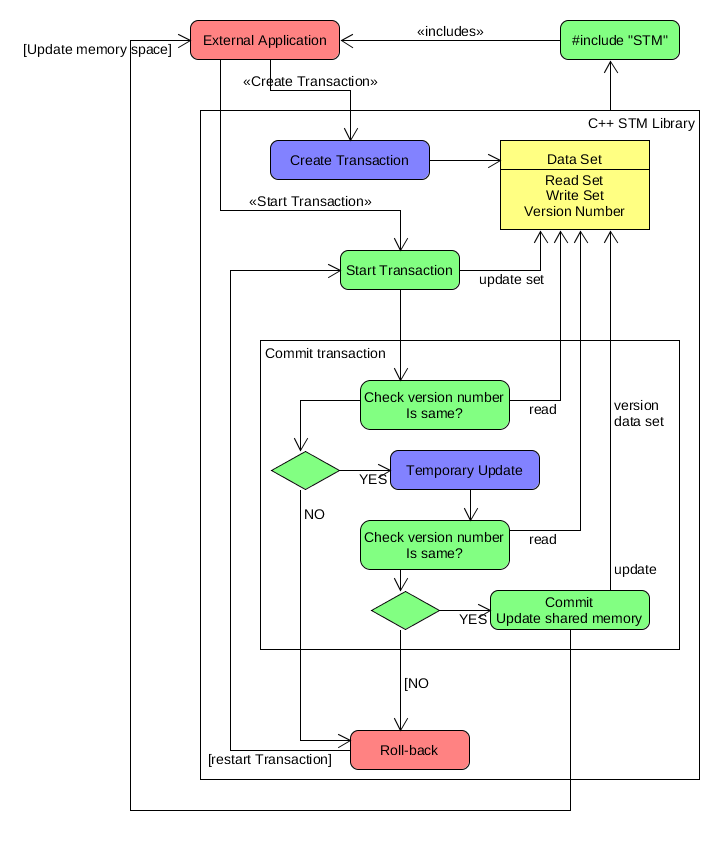 «includes»
External Application
#include "STM"
[Update memory space]
«Create Transaction»
C++ STM Library
Create Transaction
Data Set
Read Set
Write Set
Version Number
«Start Transaction»
Start Transaction
update set
Commit transaction
Check version number
Is same?
read
version
data set
Temporary Update
YES
NO
Check version number
Is same?
read
update
Commit
Update shared memory
YES
[NO
Roll-back
[restart Transaction]